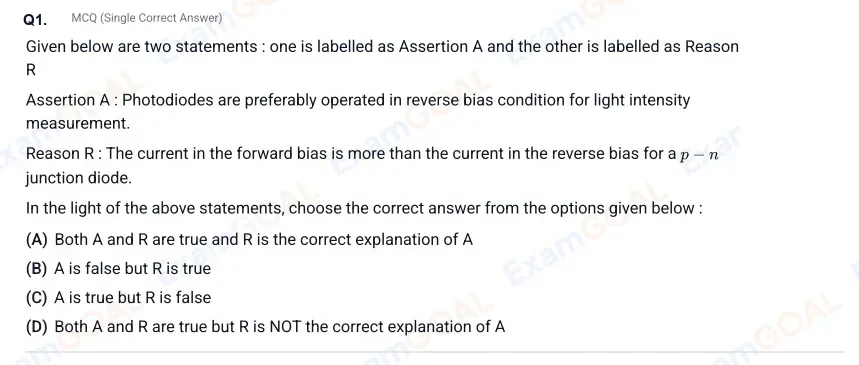 Q1. MCQ (Single Correct Answer)
Given below are two statements : one is labelled as Assertion A and the other is labelled as Reason
R
Assertion A : Photodiodes are preferably operated in reverse bias condition for light intensity
measurement.
Reason R : The current in the forward bias is more than the current in the reverse bias for a p − n
junction diode.
In the light of the above statements, choose the correct answer from the options given below :
(A) Both A and R are true and R is the correct explanation of A
(B) A is false but R is true
(C) A is true but R is false
(D) Both A and R are true but R is NOT the correct explanation of A